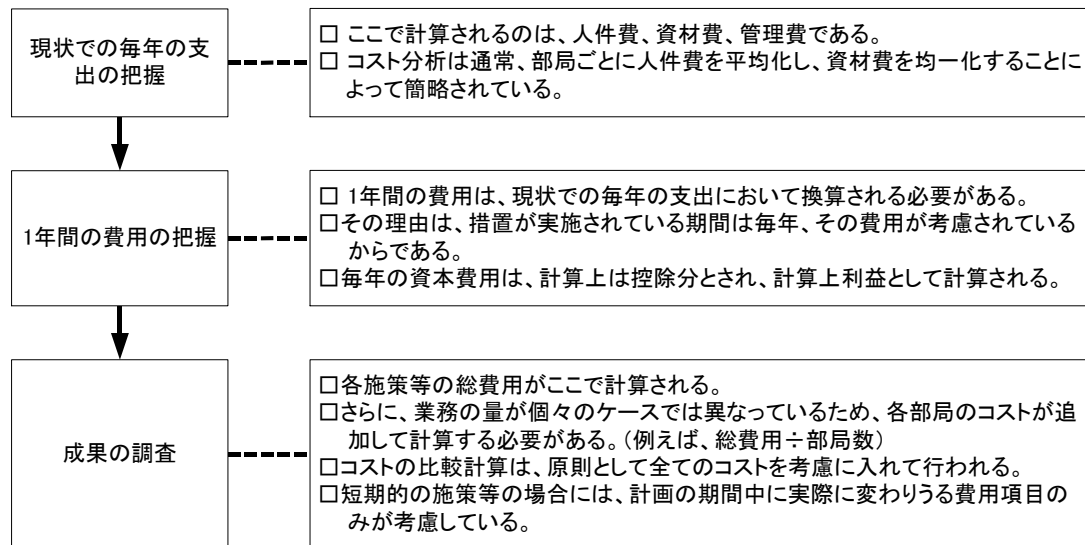 現状での毎年の支
出の把握
□ ここで計算されるのは、人件費、資材費、管理費である。
□ コスト分析は通常、部局ごとに人件費を平均化し、資材費を均一化することに
よって簡略されている。
1年間の費用の把握
□ 1年間の費用は、現状での毎年の支出において換算される必要がある。
□その理由は、措置が実施されている期間は毎年、その費用が考慮されている
からである。
□毎年の資本費用は、計算上は控除分とされ、計算上利益として計算される。
成果の調査
□各施策等の総費用がここで計算される。
□さらに、業務の量が個々のケースでは異なっているため、各部局のコストが追
加して計算する必要がある。(例えば、総費用÷部局数)
□コストの比較計算は、原則として全てのコストを考慮に入れて行われる。
□短期的の施策等の場合には、計画の期間中に実際に変わりうる費用項目の
みが考慮している。